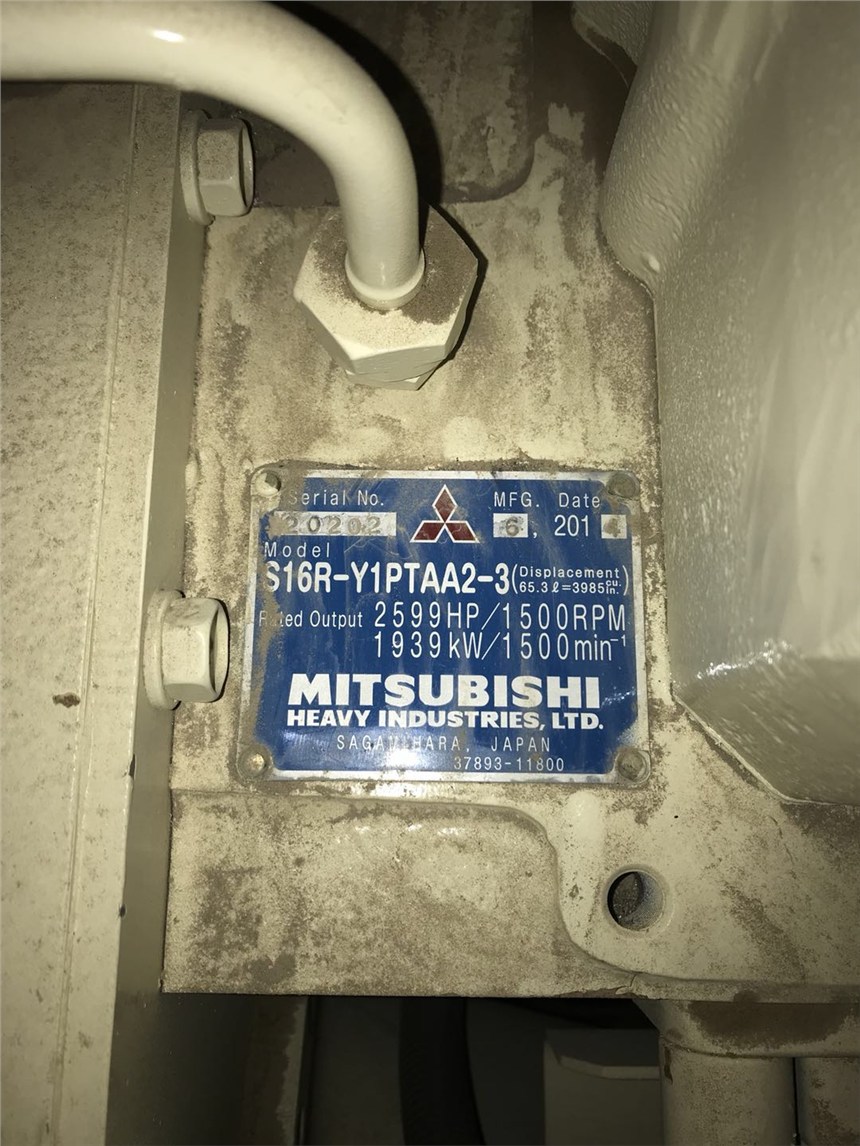 Serial No. MFG. Date
20202 6, 201
Model
S16R-Y1PTAA2-3 (Displacement 65.3ℓ=3985cu.in.)
Rated Output 2599HP/1500RPM
1939kW/1500min⁻¹
MITSUBISHI
HEAVY INDUSTRIES, LTD.
SAGAMIHARA, JAPAN
37893-11800